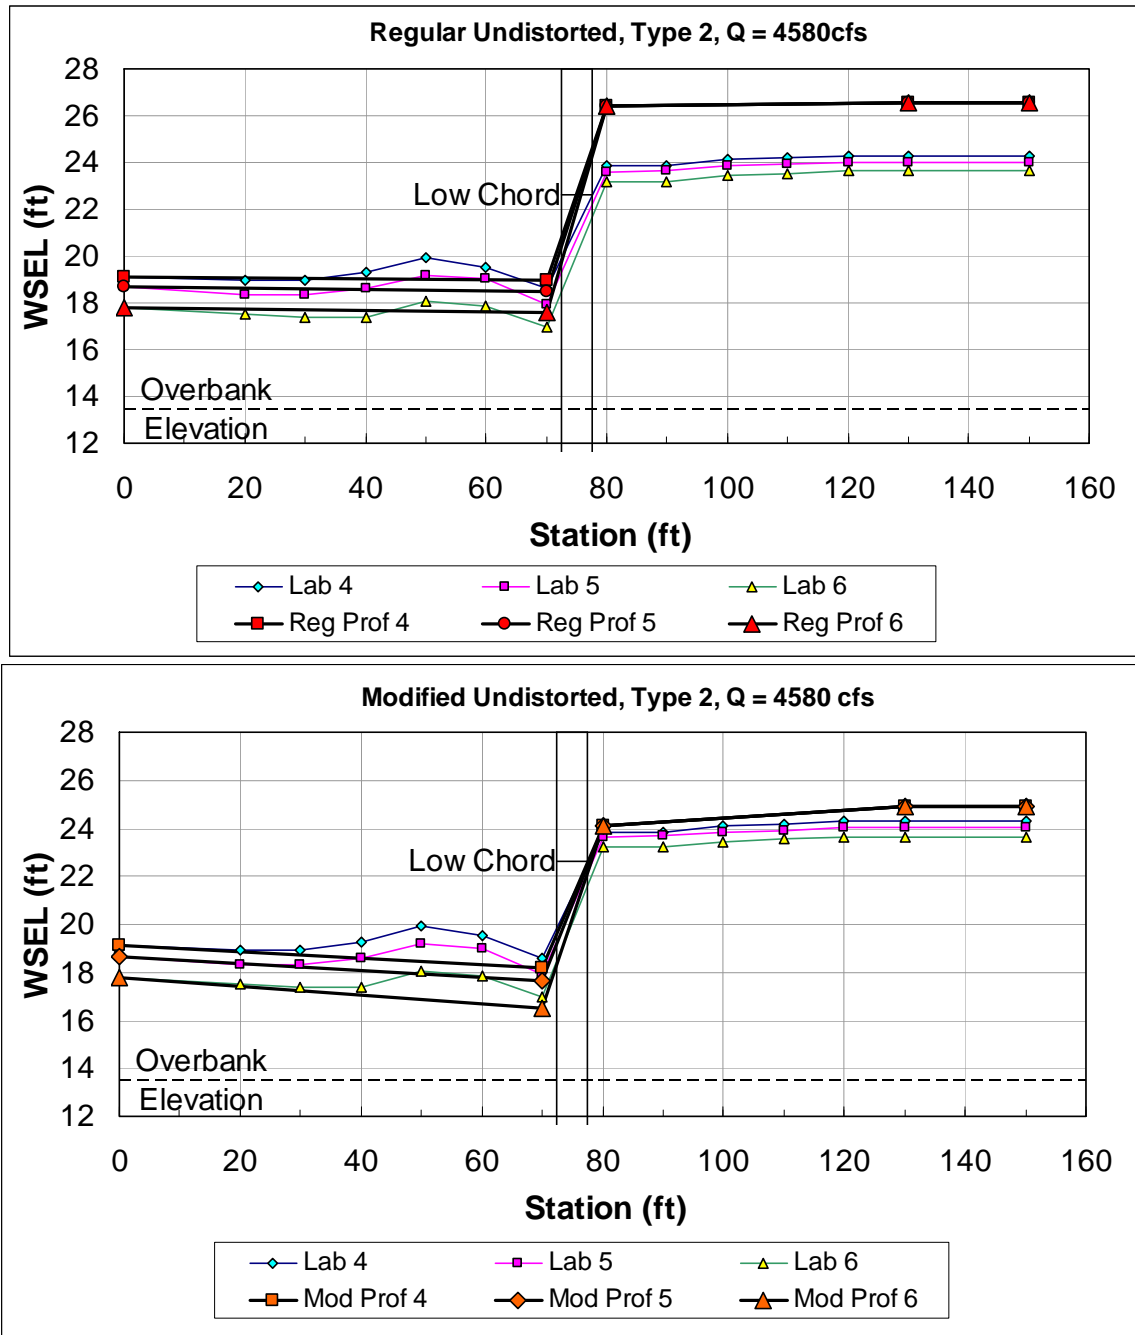 Regular Undistorted, Type 2, Q = 4580cfs
28
26
24
22
20
18
16
14
12
WSEL (ft)
Low Chord
Overbank
Elevation
0 20 40 60 80 100 120 140 160
Station (ft)
Lab 4 Lab 5 Lab 6
Reg Prof 4 Reg Prof 5 Reg Prof 6
Modified Undistorted, Type 2, Q = 4580 cfs
28
26
24
22
20
18
16
14
12
WSEL (ft)
Low Chord
Overbank
Elevation
0 20 40 60 80 100 120 140 160
Station (ft)
Lab 4 Lab 5 Lab 6
Mod Prof 4 Mod Prof 5 Mod Prof 6